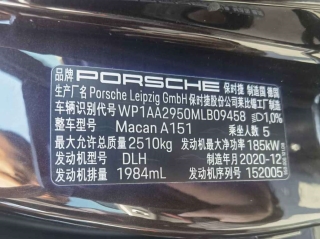 品牌 PORSCHE 保时捷 制造国 德国
生产厂名 Porsche Leipzig GmbH 保时捷股份公司莱比锡工厂制造
车辆识别代号 WP1AA2950MLB09458 D1,0%
整车型号 Macan A151 乘坐人数 5
最大允许总质量 2510kg 发动机最大净功率 185kW
发动机型号 DLH 制造年月 2020-12
发动机排量 1984mL 发动机序列号 152005